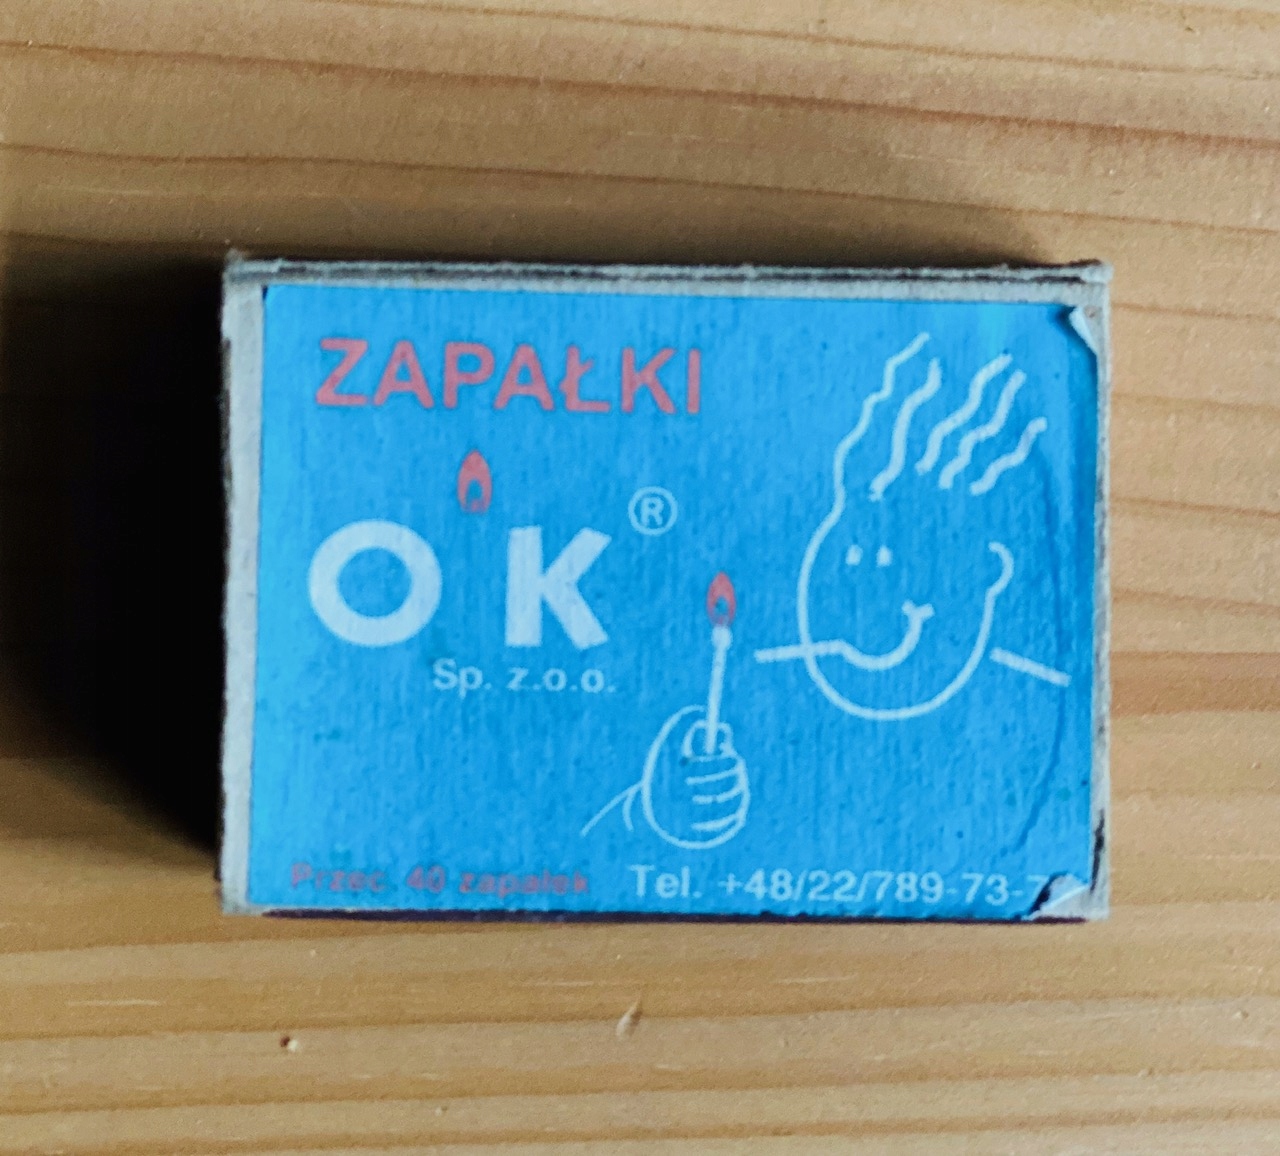 ZAPAŁKI
OK®
Sp. z.o.o.
Przec. 40 zapałek
Tel. +48/22/789-73-7